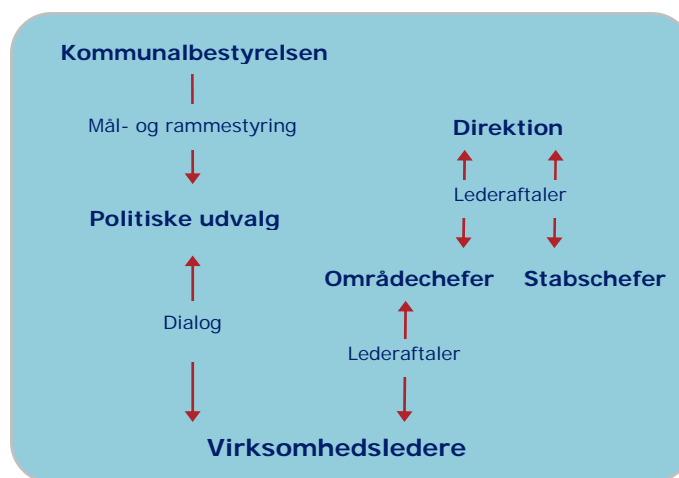 Kommunalbestyrelsen
Mål- og rammestyring
Direktion
Lederaftaler
Politiske udvalg
Områdechefer
Stabschefer
Dialog
Lederaftaler
Virksomhedsledere